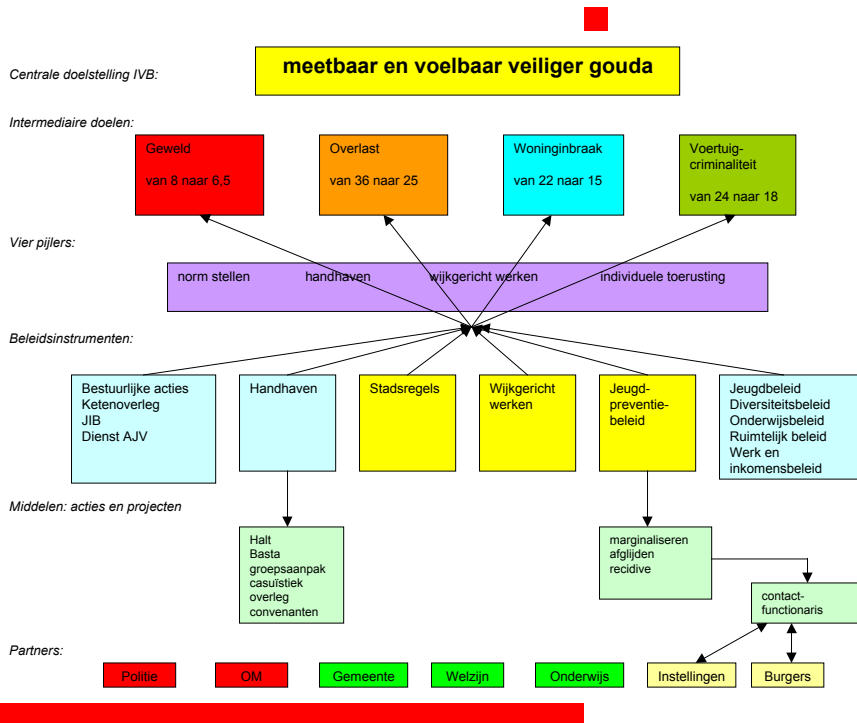 meetbaar en voelbaar veiliger gouda
Centrale doelstelling IVB:
Intermediaire doelen:
Geweld
van 8 naar 6,5
Overlast
van 36 naar 25
Woninginbraak
van 22 naar 15
Voertuig-
criminaliteit
van 24 naar 18
Vier pijlers:
norm stellen
handhaven
wijkgericht werken
individuele toerusting
Beleidsinstrumenten:
Bestuurlijke acties
Ketenoverleg
JIB
Dienst AJV
Handhaven
Stadsregels
Wijkgericht
werken
Jeugd-
preventie-
beleid
Jeugdbeleid
Diversiteitsbeleid
Onderwijsbeleid
Ruimtelijk beleid
Werk en
inkomensbeleid
Middelen: acties en projecten
Halt
Basta
groepsaanpak
casuïstiek
overleg
convenanten
marginaliseren
afglijden
recidive
contact-
functionaris
Partners:
Politie
OM
Gemeente
Welzijn
Onderwijs
Instellingen
Burgers